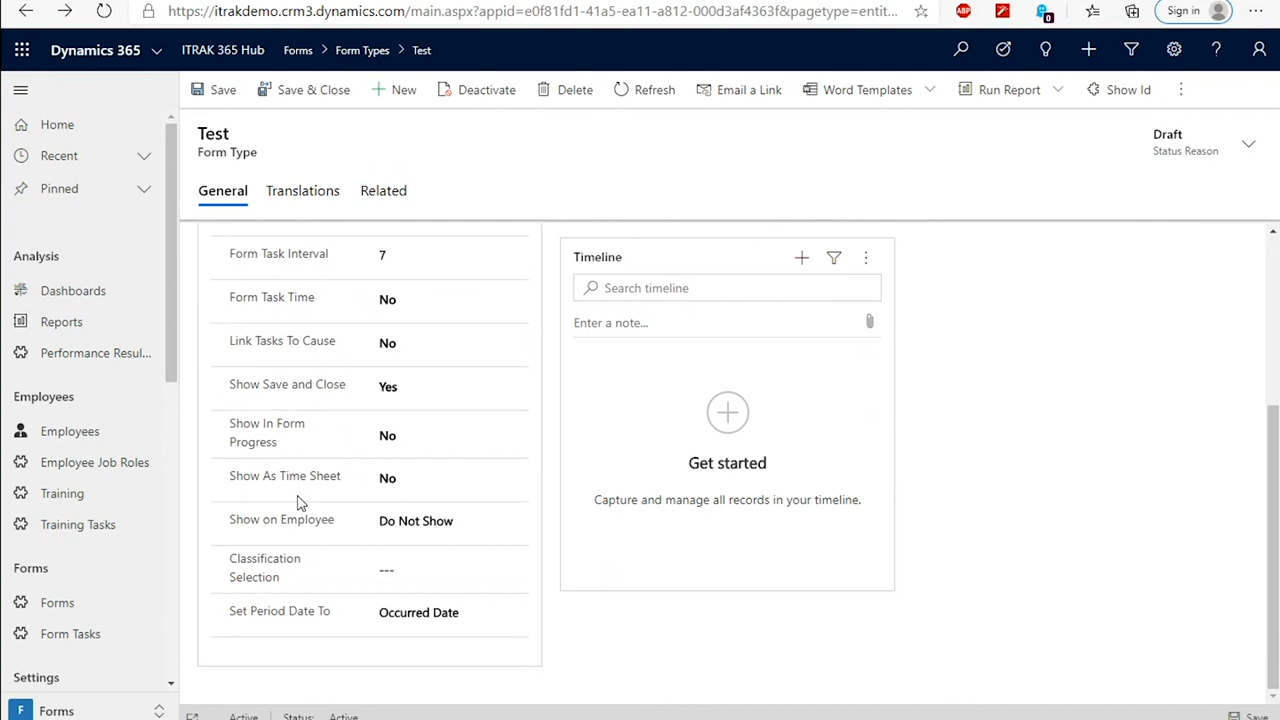 https://itrakdemo.crm3.dynamics.com/main.aspx?appid=e0f81fd1-41a5-ea11-a812-000d3af4363f&pagetype=entit...
ABP
0
Sign in
Dynamics 365
ITRAK 365 Hub
Forms
Form Types
Test
Save
Save & Close
New
Deactivate
Delete
Refresh
Email a Link
Word Templates
Run Report
Show Id
Home
Recent
Pinned
Analysis
Dashboards
Reports
Performance Resul...
Employees
Employees
Employee Job Roles
Training
Training Tasks
Forms
Forms
Form Tasks
Settings
F
Forms
Test
Form Type
Draft
Status Reason
General
Translations
Related
Form Task Interval
7
Form Task Time
No
Link Tasks To Cause
No
Show Save and Close
Yes
Show In Form
Progress
No
Show As Time Sheet
No
Show on Employee
Do Not Show
Classification
Selection
---
Set Period Date To
Occurred Date
Timeline
Search timeline
Enter a note...
Get started
Capture and manage all records in your timeline.
Active
Status:
Active
Save